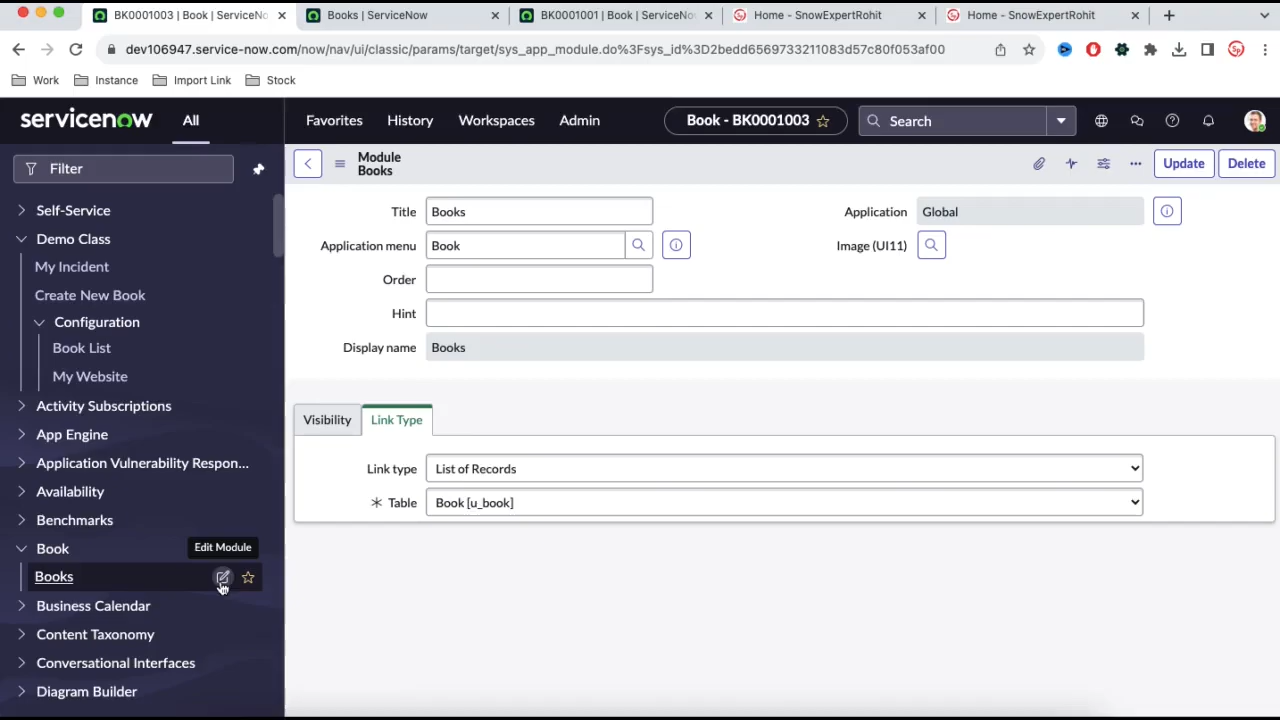 BK0001003 | Book | ServiceNo
Books | ServiceNow
BK0001001 | Book | ServiceNo
Home - SnowExpertRohit
Home - SnowExpertRohit
dev106947.service-now.com/now/nav/ui/classic/params/target/sys_app_module.do%3Fsys_id%3D2bedd6569733211083d57c80f053af00
Work
Instance
Import Link
Stock
servicenow
All
Favorites
History
Workspaces
Admin
Book - BK0001003
Search
Filter
Module
Books
Update
Delete
Self-Service
Demo Class
My Incident
Create New Book
Configuration
Book List
My Website
Activity Subscriptions
App Engine
Application Vulnerability Respon...
Availability
Benchmarks
Book
Edit Module
Books
Business Calendar
Content Taxonomy
Conversational Interfaces
Diagram Builder
Title Books
Application Global
Application menu Book
Image (UI11)
Order
Hint
Display name Books
Visibility
Link Type
Link type List of Records
Table Book [u_book]